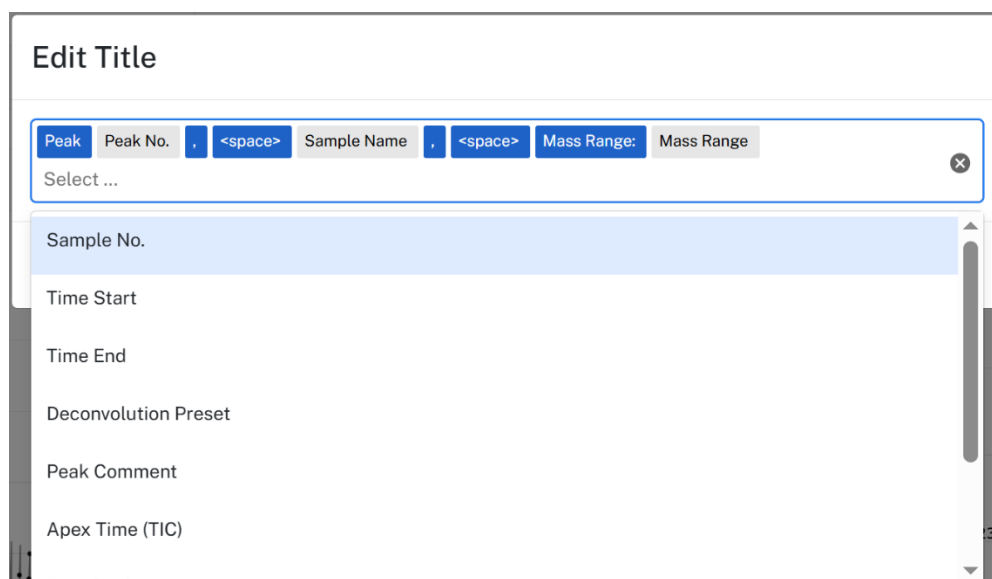 Edit Title
Peak Peak No. , <space> Sample Name , <space> Mass Range: Mass Range
Select ...
Sample No.
Time Start
Time End
Deconvolution Preset
Peak Comment
Apex Time (TIC)